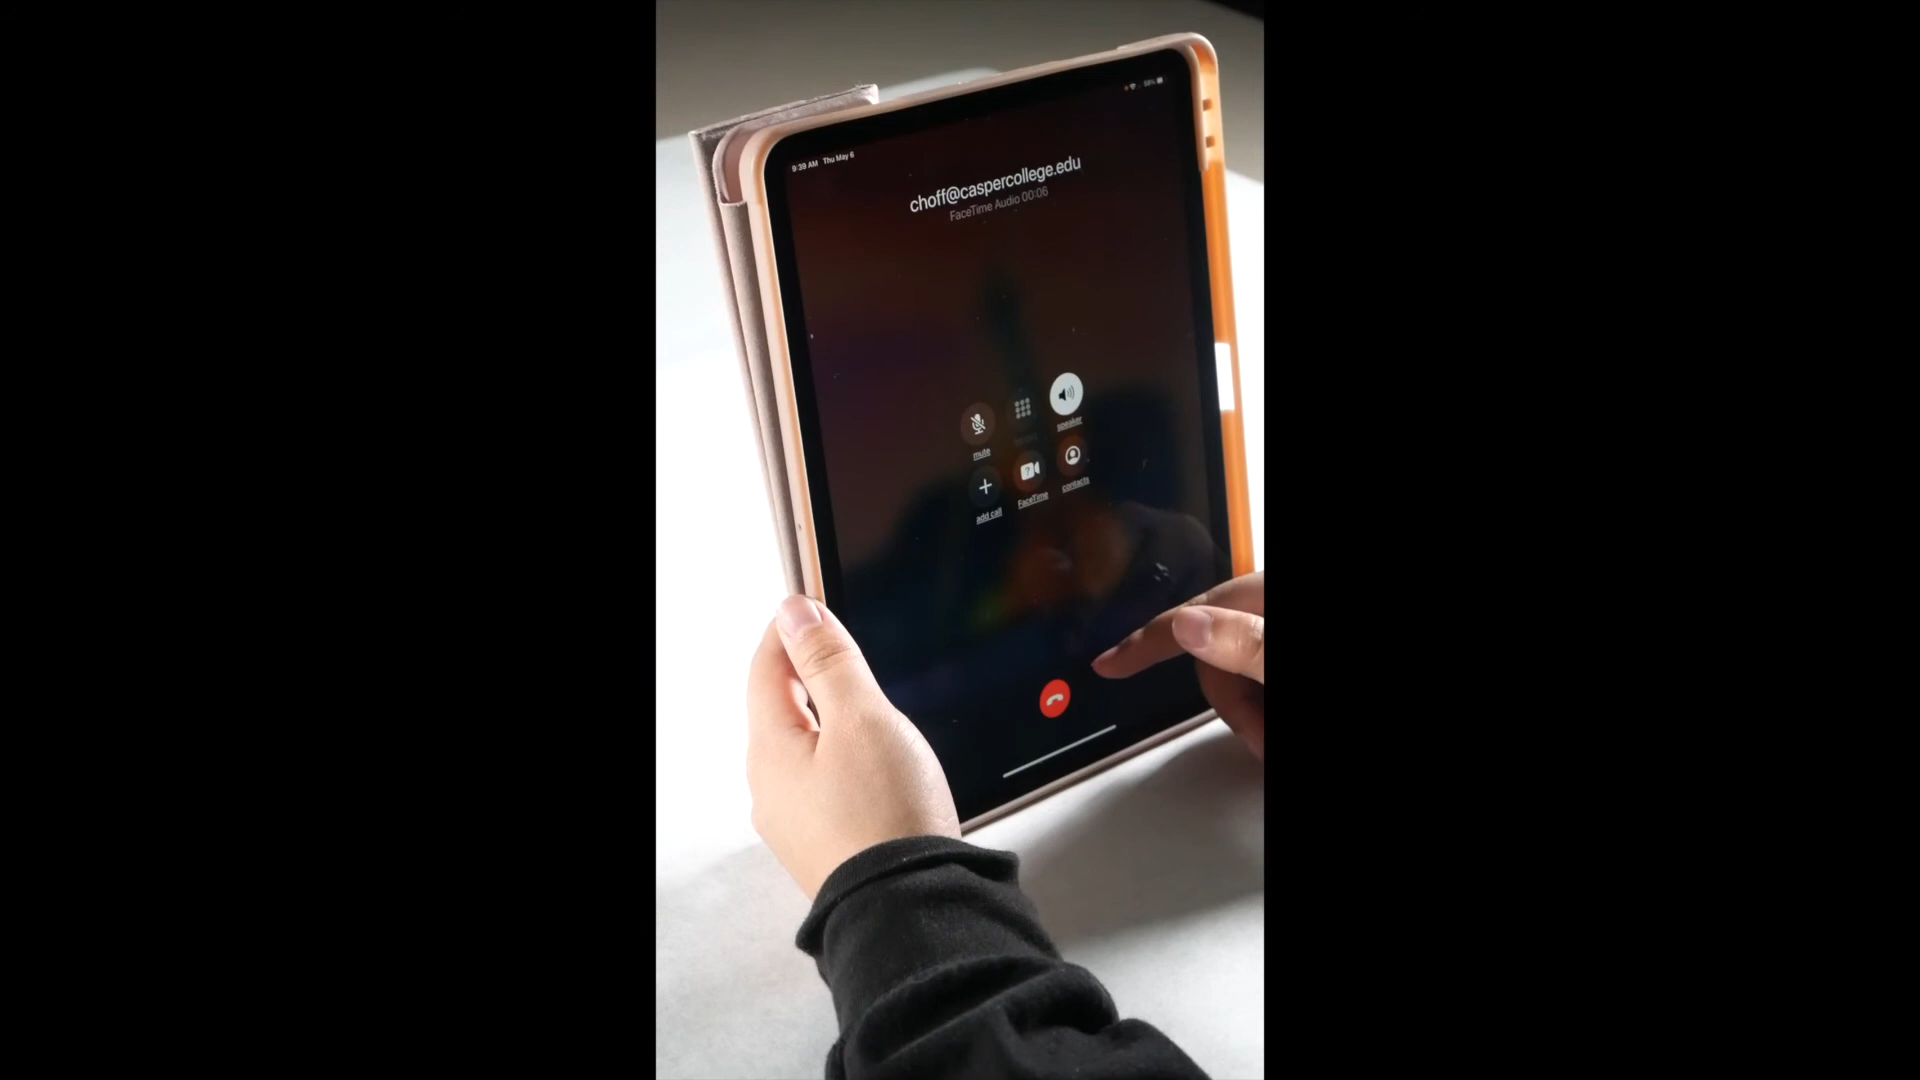 9:39 AM Thu May 6
choff@caspercollege.edu
FaceTime Audio 00:06
mute
speaker
add call
FaceTime
contacts